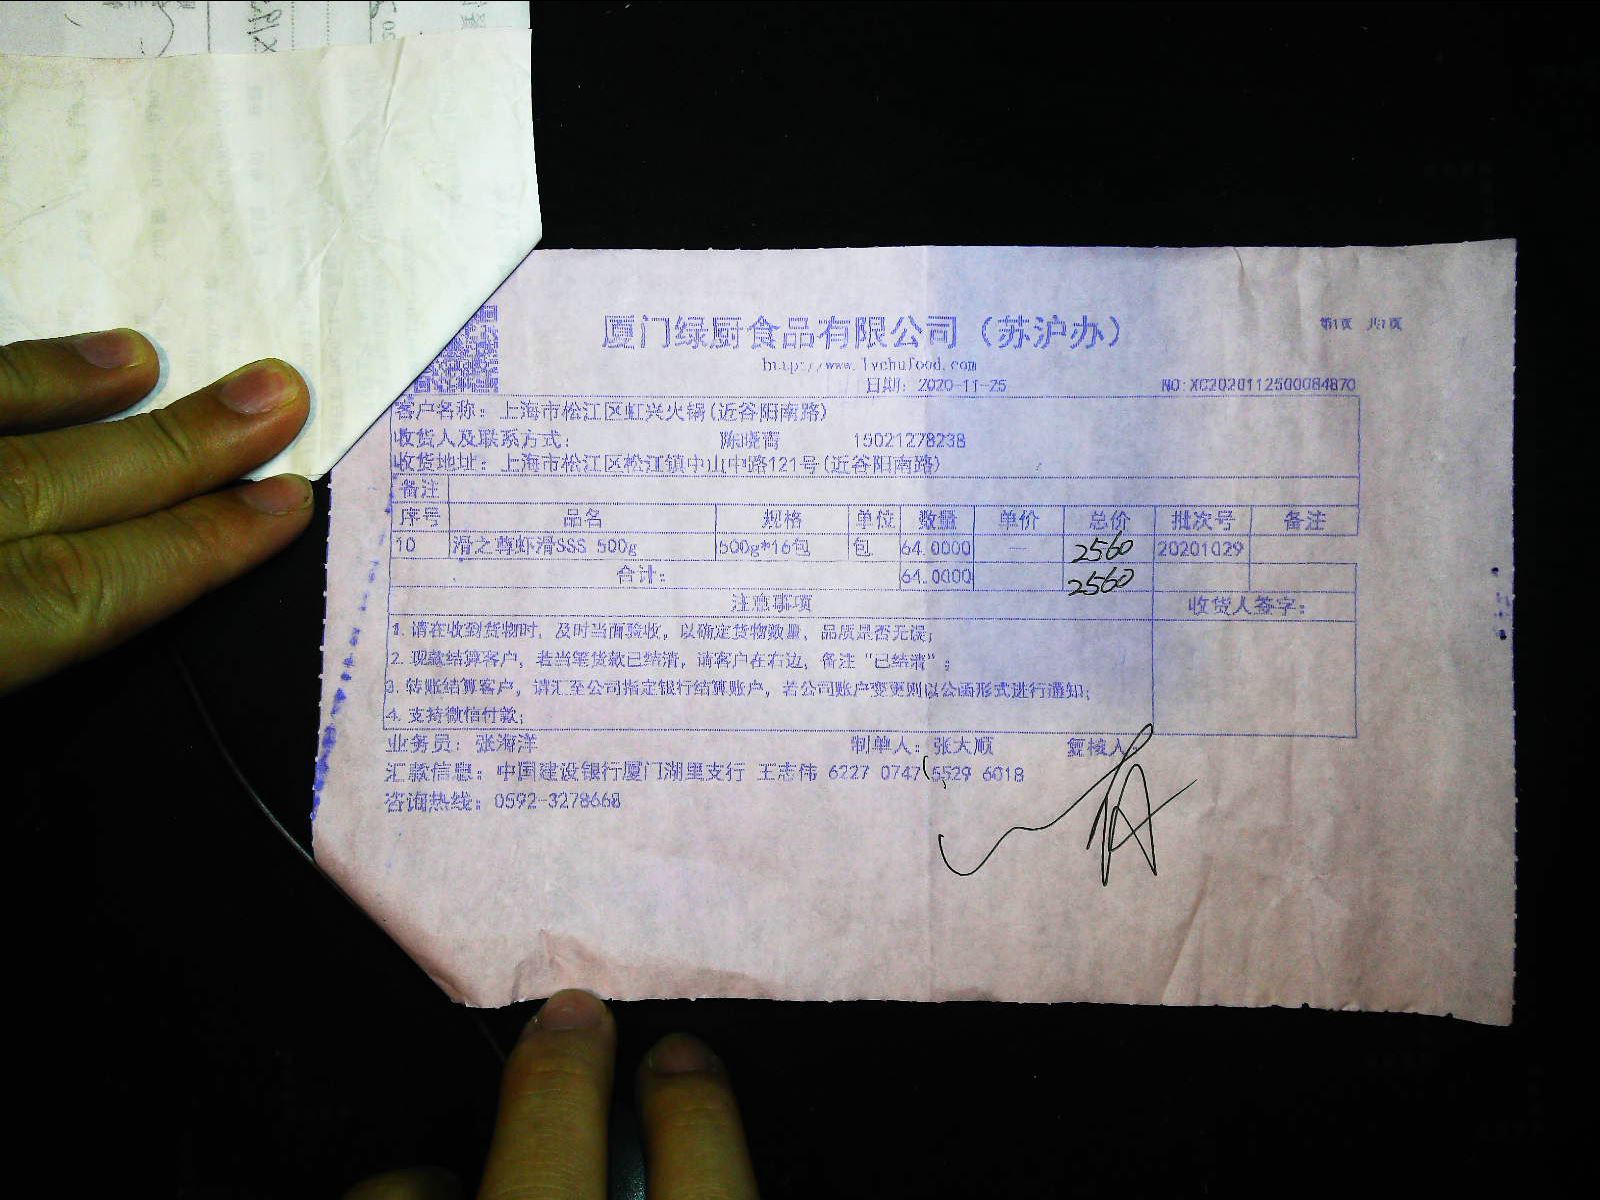 厦门绿厨食品有限公司（苏沪办）
第1页 共1页
http://www.lvchufood.com
日期：2020-11-25
NO:XC2020112500084870
客户名称：上海市松江区虹兴火锅(近谷阳南路)
收货人及联系方式： 陈晓 15021278238
收货地址：上海市松江区松江镇中山中路121号(近谷阳南路)
备注
序号 品名 规格 单位 数量 单价 总价 批次号 备注
10 滑之尊虾滑SSS 500g 500g*16包 包 64.0000 — 2560 20201029
合计： 64.0000 2560
注意事项 收货人签字：
1. 请在收到货物时，及时当面验收，以确定货物数量、品质是否无误；
2. 现款结算客户，若当笔货款已结清，请客户在右边，备注“已结清”；
3. 转账结算客户，请汇至公司指定银行结算账户，若公司账户变更则以公函形式进行通知；
4. 支持微信付款；
业务员：张海洋 制单人：张大顺 复核人：
汇款信息：中国建设银行厦门湖里支行 王志伟 6227 0747 5529 6018
咨询热线：0592-3278668